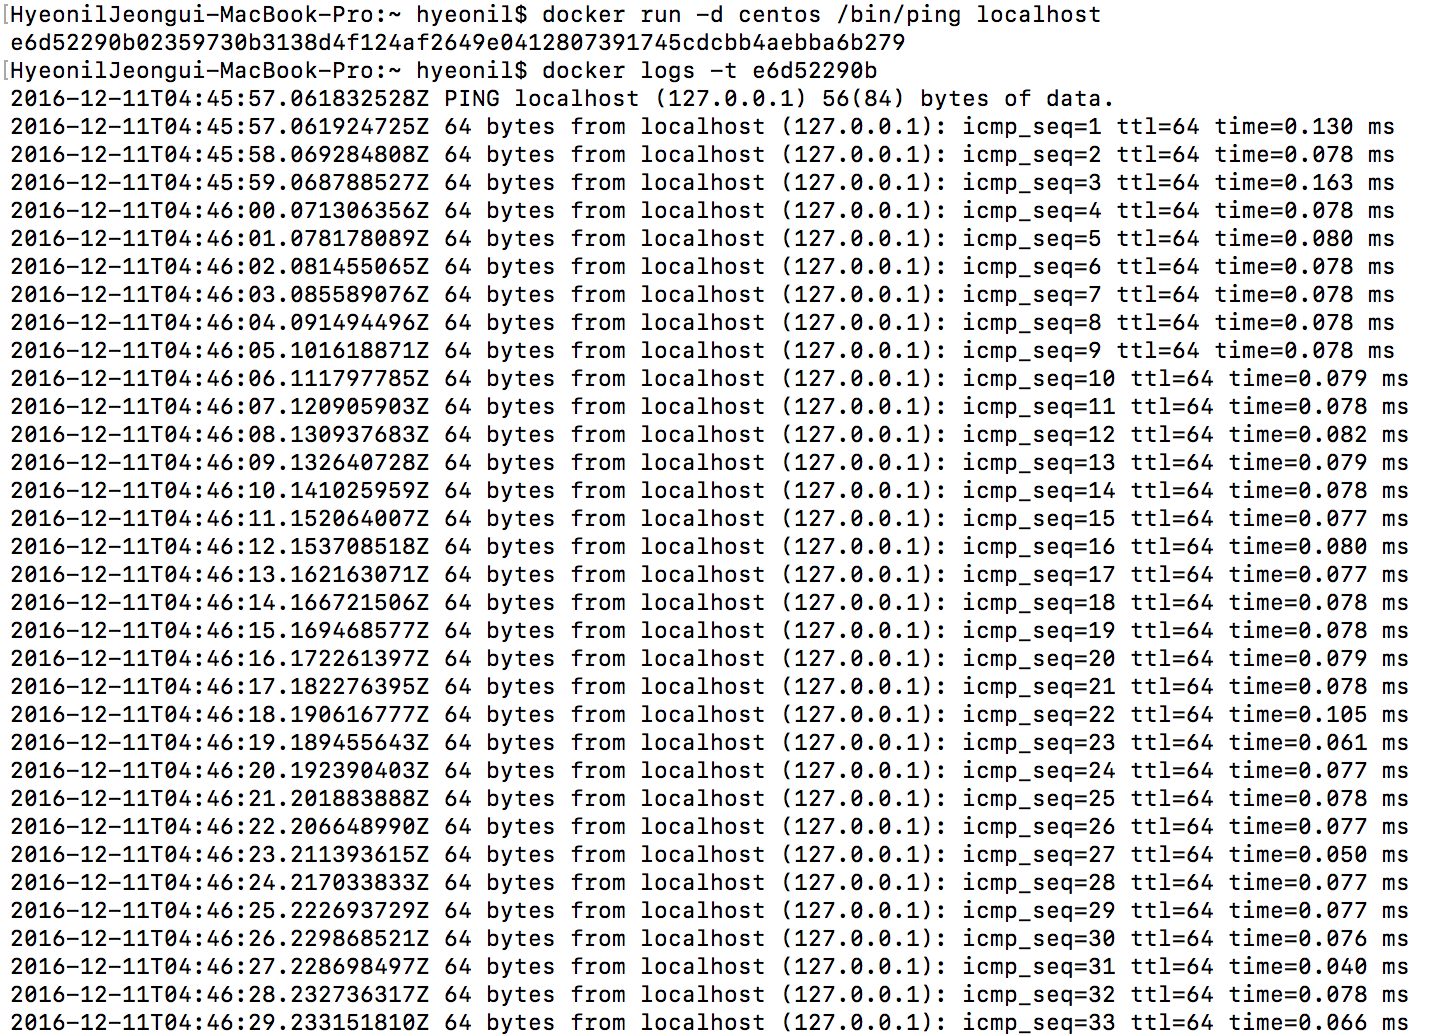 [HyeonilJeongui-MacBook-Pro:~ hyeonil$ docker run -d centos /bin/ping localhost
e6d52290b02359730b3138d4f124af2649e0412807391745cdcbb4aebba6b279
[HyeonilJeongui-MacBook-Pro:~ hyeonil$ docker logs -t e6d52290b
2016-12-11T04:45:57.061832528Z PING localhost (127.0.0.1) 56(84) bytes of data.
2016-12-11T04:45:57.061924725Z 64 bytes from localhost (127.0.0.1): icmp_seq=1 ttl=64 time=0.130 ms
2016-12-11T04:45:58.069284808Z 64 bytes from localhost (127.0.0.1): icmp_seq=2 ttl=64 time=0.078 ms
2016-12-11T04:45:59.068788527Z 64 bytes from localhost (127.0.0.1): icmp_seq=3 ttl=64 time=0.163 ms
2016-12-11T04:46:00.071306356Z 64 bytes from localhost (127.0.0.1): icmp_seq=4 ttl=64 time=0.078 ms
2016-12-11T04:46:01.078178089Z 64 bytes from localhost (127.0.0.1): icmp_seq=5 ttl=64 time=0.080 ms
2016-12-11T04:46:02.081455065Z 64 bytes from localhost (127.0.0.1): icmp_seq=6 ttl=64 time=0.078 ms
2016-12-11T04:46:03.085589076Z 64 bytes from localhost (127.0.0.1): icmp_seq=7 ttl=64 time=0.078 ms
2016-12-11T04:46:04.091494496Z 64 bytes from localhost (127.0.0.1): icmp_seq=8 ttl=64 time=0.078 ms
2016-12-11T04:46:05.101618871Z 64 bytes from localhost (127.0.0.1): icmp_seq=9 ttl=64 time=0.078 ms
2016-12-11T04:46:06.111797785Z 64 bytes from localhost (127.0.0.1): icmp_seq=10 ttl=64 time=0.079 ms
2016-12-11T04:46:07.120905903Z 64 bytes from localhost (127.0.0.1): icmp_seq=11 ttl=64 time=0.078 ms
2016-12-11T04:46:08.130937683Z 64 bytes from localhost (127.0.0.1): icmp_seq=12 ttl=64 time=0.082 ms
2016-12-11T04:46:09.132640728Z 64 bytes from localhost (127.0.0.1): icmp_seq=13 ttl=64 time=0.079 ms
2016-12-11T04:46:10.141025959Z 64 bytes from localhost (127.0.0.1): icmp_seq=14 ttl=64 time=0.078 ms
2016-12-11T04:46:11.152064007Z 64 bytes from localhost (127.0.0.1): icmp_seq=15 ttl=64 time=0.077 ms
2016-12-11T04:46:12.153708518Z 64 bytes from localhost (127.0.0.1): icmp_seq=16 ttl=64 time=0.080 ms
2016-12-11T04:46:13.162163071Z 64 bytes from localhost (127.0.0.1): icmp_seq=17 ttl=64 time=0.077 ms
2016-12-11T04:46:14.166721506Z 64 bytes from localhost (127.0.0.1): icmp_seq=18 ttl=64 time=0.078 ms
2016-12-11T04:46:15.169468577Z 64 bytes from localhost (127.0.0.1): icmp_seq=19 ttl=64 time=0.078 ms
2016-12-11T04:46:16.172261397Z 64 bytes from localhost (127.0.0.1): icmp_seq=20 ttl=64 time=0.079 ms
2016-12-11T04:46:17.182276395Z 64 bytes from localhost (127.0.0.1): icmp_seq=21 ttl=64 time=0.078 ms
2016-12-11T04:46:18.190616777Z 64 bytes from localhost (127.0.0.1): icmp_seq=22 ttl=64 time=0.105 ms
2016-12-11T04:46:19.189455643Z 64 bytes from localhost (127.0.0.1): icmp_seq=23 ttl=64 time=0.061 ms
2016-12-11T04:46:20.192390403Z 64 bytes from localhost (127.0.0.1): icmp_seq=24 ttl=64 time=0.077 ms
2016-12-11T04:46:21.201883888Z 64 bytes from localhost (127.0.0.1): icmp_seq=25 ttl=64 time=0.078 ms
2016-12-11T04:46:22.206648990Z 64 bytes from localhost (127.0.0.1): icmp_seq=26 ttl=64 time=0.077 ms
2016-12-11T04:46:23.211393615Z 64 bytes from localhost (127.0.0.1): icmp_seq=27 ttl=64 time=0.050 ms
2016-12-11T04:46:24.217033833Z 64 bytes from localhost (127.0.0.1): icmp_seq=28 ttl=64 time=0.077 ms
2016-12-11T04:46:25.222693729Z 64 bytes from localhost (127.0.0.1): icmp_seq=29 ttl=64 time=0.077 ms
2016-12-11T04:46:26.229868521Z 64 bytes from localhost (127.0.0.1): icmp_seq=30 ttl=64 time=0.076 ms
2016-12-11T04:46:27.228698497Z 64 bytes from localhost (127.0.0.1): icmp_seq=31 ttl=64 time=0.040 ms
2016-12-11T04:46:28.232736317Z 64 bytes from localhost (127.0.0.1): icmp_seq=32 ttl=64 time=0.078 ms
2016-12-11T04:46:29.233151810Z 64 bytes from localhost (127.0.0.1): icmp_seq=33 ttl=64 time=0.066 ms